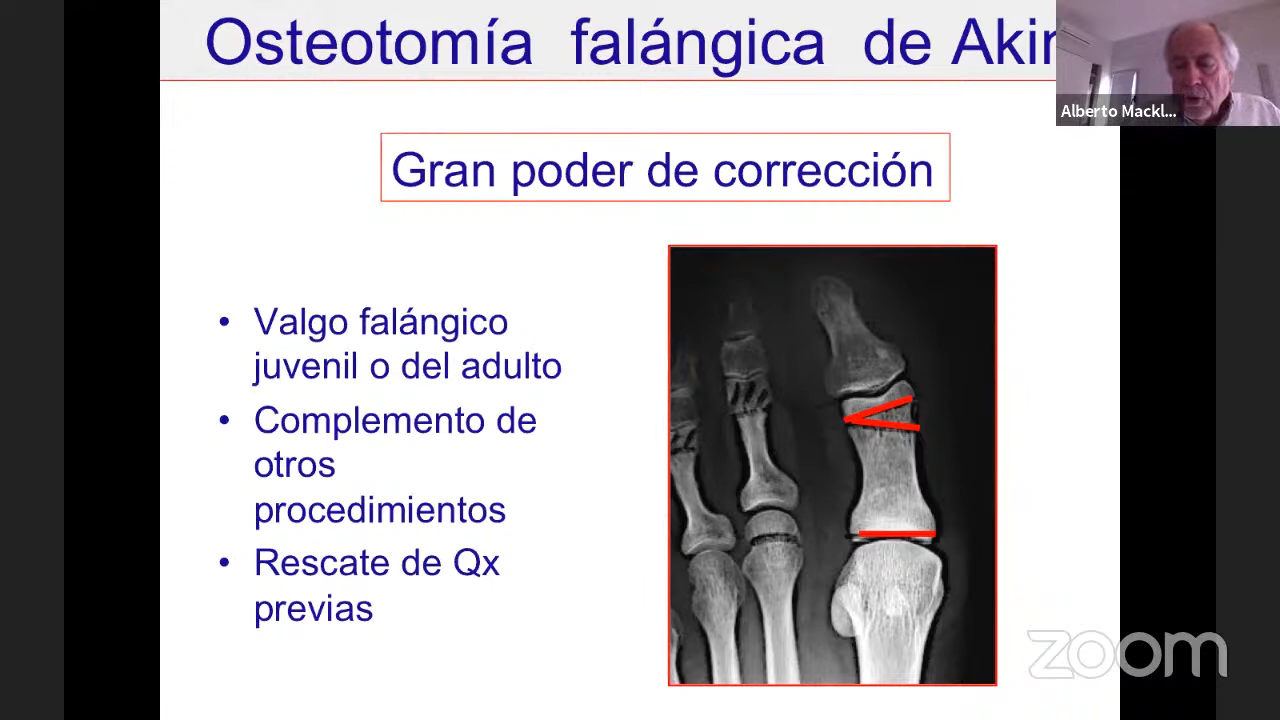 Osteotomía falángica de Akin
Alberto Mackl...
Gran poder de corrección
• Valgo falángico
juvenil o del adulto
• Complemento de
otros
procedimientos
• Rescate de Qx
previas
zoom